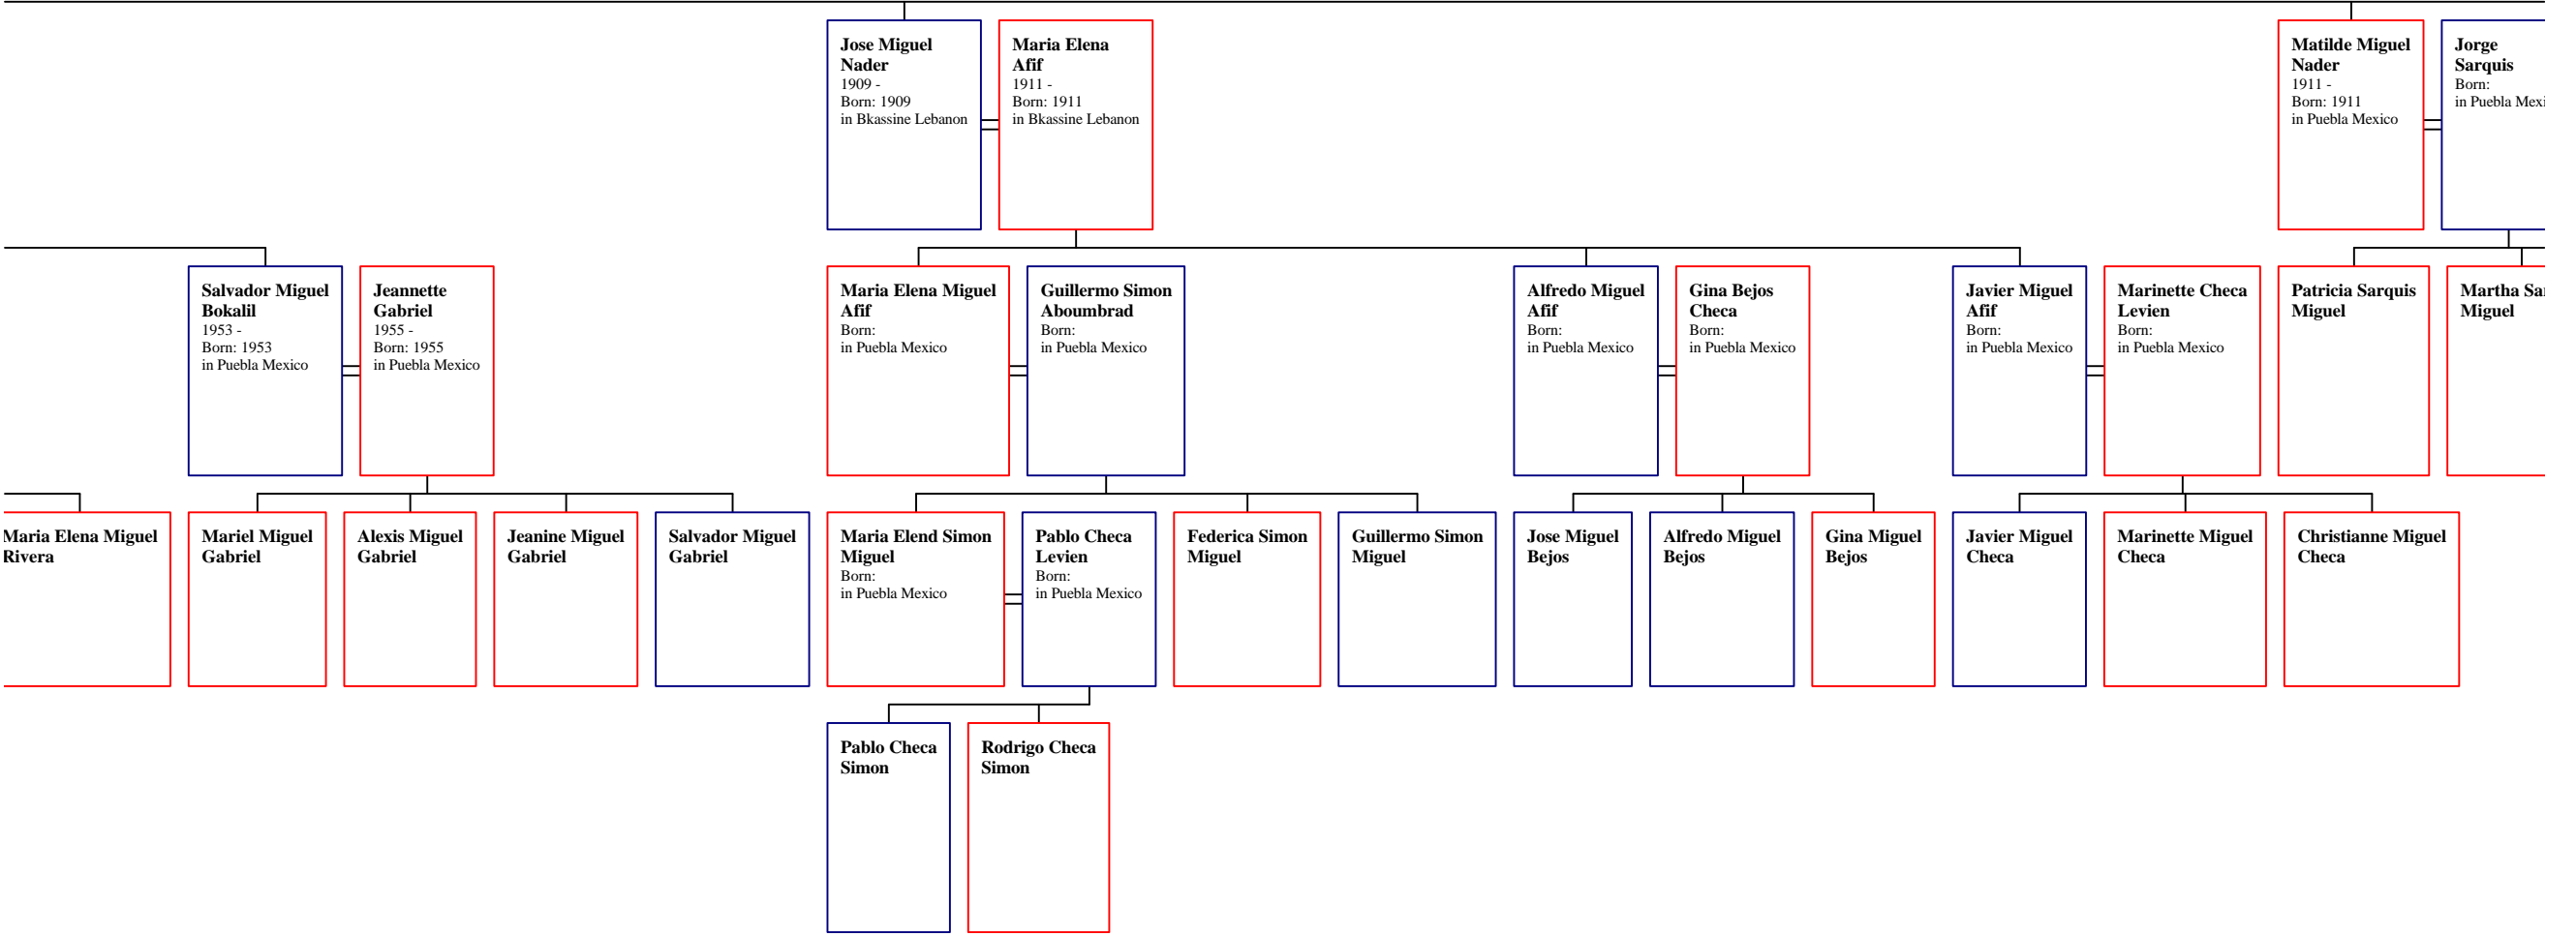 Jose Miguel
Nader
1909 -
Born: 1909
in Bkassine Lebanon
Maria Elena
Afif
1911 -
Born: 1911
in Bkassine Lebanon
Matilde Miguel
Nader
1911 -
Born: 1911
in Puebla Mexico
Jorge
Sarquis
Born:
in Puebla Mexi
Salvador Miguel
Bokalil
1953 -
Born: 1953
in Puebla Mexico
Jeannette
Gabriel
1955 -
Born: 1955
in Puebla Mexico
Maria Elena Miguel
Afif
Born:
in Puebla Mexico
Guillermo Simon
Aboumbrad
Born:
in Puebla Mexico
Alfredo Miguel
Afif
Born:
in Puebla Mexico
Gina Bejos
Checa
Born:
in Puebla Mexico
Javier Miguel
Afif
Born:
in Puebla Mexico
Marinette Checa
Levien
Born:
in Puebla Mexico
Patricia Sarquis
Miguel
Martha Sa
Miguel
Maria Elena Miguel
Rivera
Mariel Miguel
Gabriel
Alexis Miguel
Gabriel
Jeanine Miguel
Gabriel
Salvador Miguel
Gabriel
Maria Elend Simon
Miguel
Born:
in Puebla Mexico
Pablo Checa
Levien
Born:
in Puebla Mexico
Federica Simon
Miguel
Guillermo Simon
Miguel
Jose Miguel
Bejos
Alfredo Miguel
Bejos
Gina Miguel
Bejos
Javier Miguel
Checa
Marinette Miguel
Checa
Christianne Miguel
Checa
Pablo Checa
Simon
Rodrigo Checa
Simon